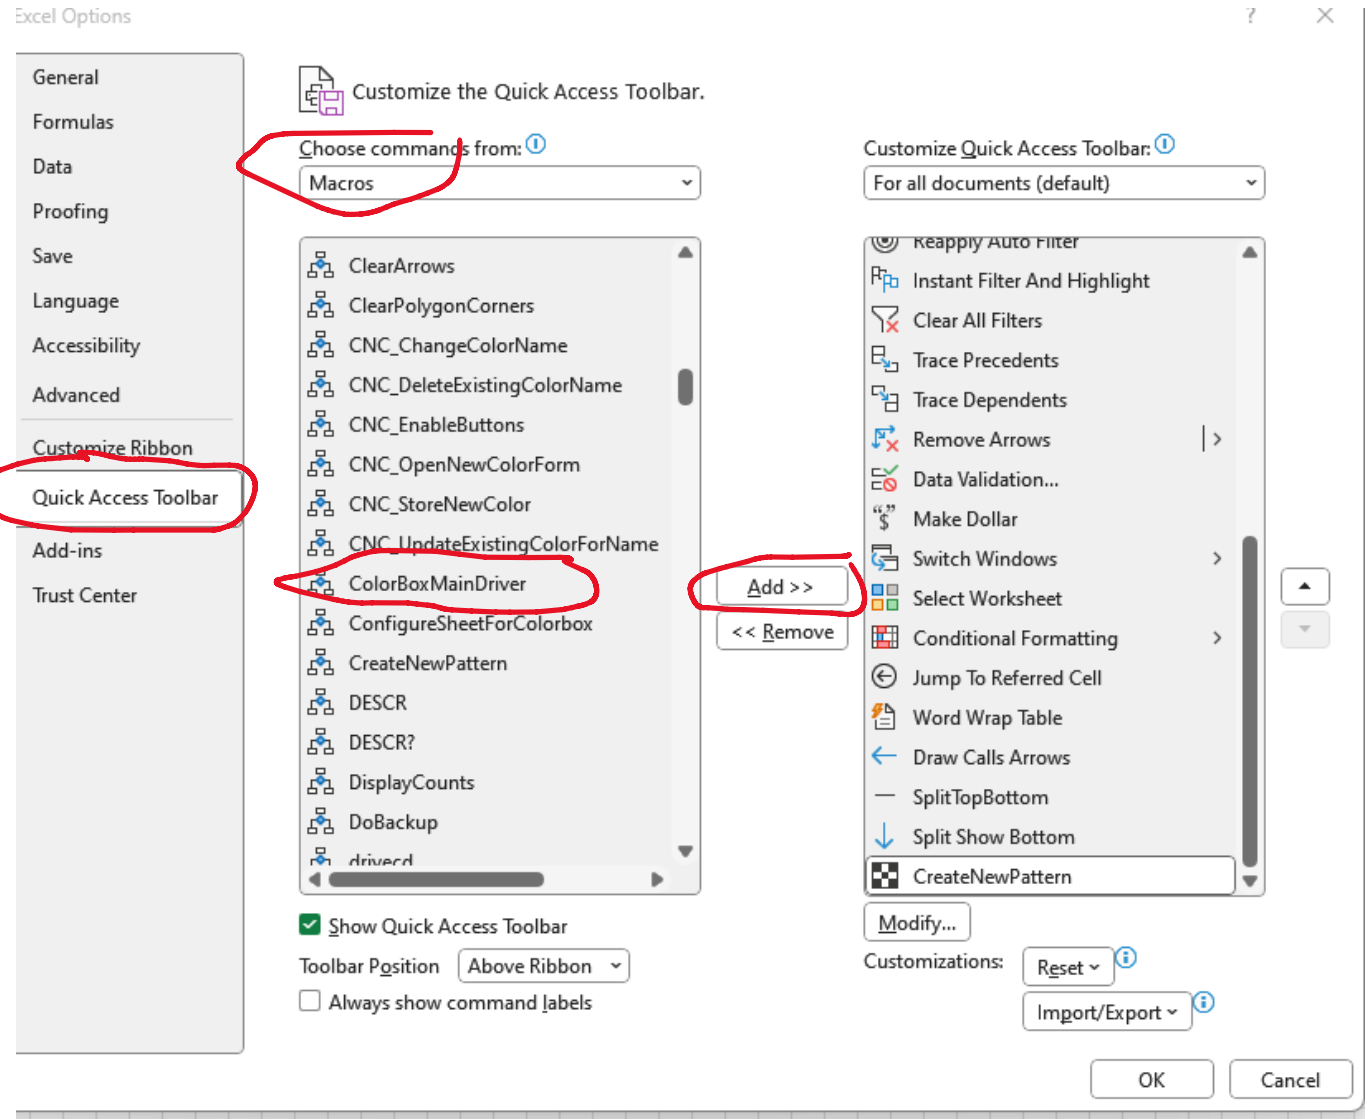 Excel Options
?
General
Formulas
Data
Proofing
Save
Language
Accessibility
Advanced
Customize Ribbon
Quick Access Toolbar
Add-ins
Trust Center
Customize the Quick Access Toolbar.
Choose commands from:
Macros
ClearArrows
ClearPolygonCorners
CNC_ChangeColorName
CNC_DeleteExistingColorName
CNC_EnableButtons
CNC_OpenNewColorForm
CNC_StoreNewColor
CNC_UpdateExistingColorForName
ColorBoxMainDriver
ConfigureSheetForColorbox
CreateNewPattern
DESCR
DESCR?
DisplayCounts
DoBackup
drivecd
Show Quick Access Toolbar
Toolbar Position Above Ribbon
Always show command labels
Add >>
<< Remove
Customize Quick Access Toolbar:
For all documents (default)
Reapply Auto Filter
Instant Filter And Highlight
Clear All Filters
Trace Precedents
Trace Dependents
Remove Arrows
Data Validation...
Make Dollar
Switch Windows
Select Worksheet
Conditional Formatting
Jump To Referred Cell
Word Wrap Table
Draw Calls Arrows
SplitTopBottom
Split Show Bottom
CreateNewPattern
Modify...
Customizations: Reset
Import/Export
OK Cancel